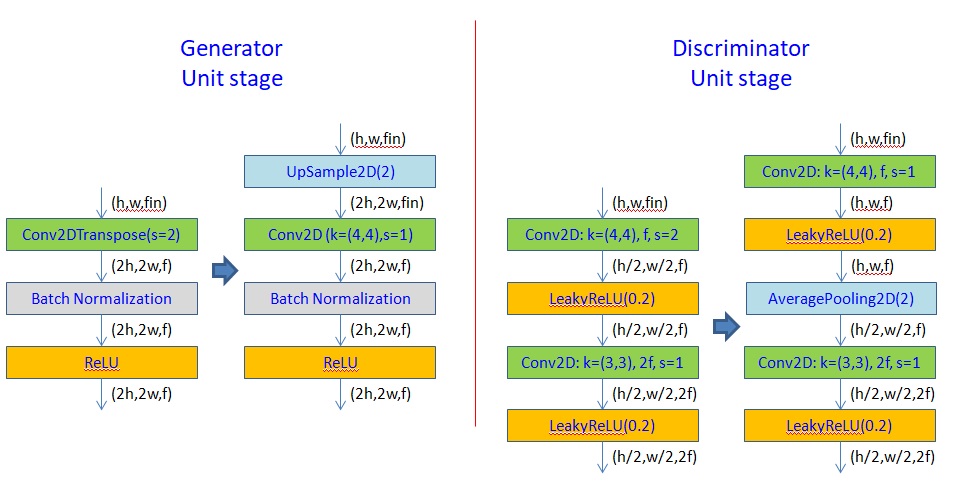 Generator
Unit stage
(h,w,fin)
Conv2DTranspose(s=2)
(2h,2w,f)
Batch Normalization
(2h,2w,f)
ReLU
(2h,2w,f)
(h,w,fin)
UpSample2D(2)
(2h,2w,fin)
Conv2D (k=(4,4),s=1)
(2h,2w,f)
Batch Normalization
(2h,2w,f)
ReLU
(2h,2w,f)
Discriminator
Unit stage
(h,w,fin)
Conv2D: k=(4,4), f, s=2
(h/2,w/2,f)
LeakyReLU(0.2)
(h/2,w/2,f)
Conv2D: k=(3,3), 2f, s=1
(h/2,w/2,2f)
LeakyReLU(0.2)
(h/2,w/2,2f)
(h,w,fin)
Conv2D: k=(4,4), f, s=1
(h,w,f)
LeakyReLU(0.2)
(h,w,f)
AveragePooling2D(2)
(h/2,w/2,f)
Conv2D: k=(3,3), 2f, s=1
(h/2,w/2,2f)
LeakyReLU(0.2)
(h/2,w/2,2f)